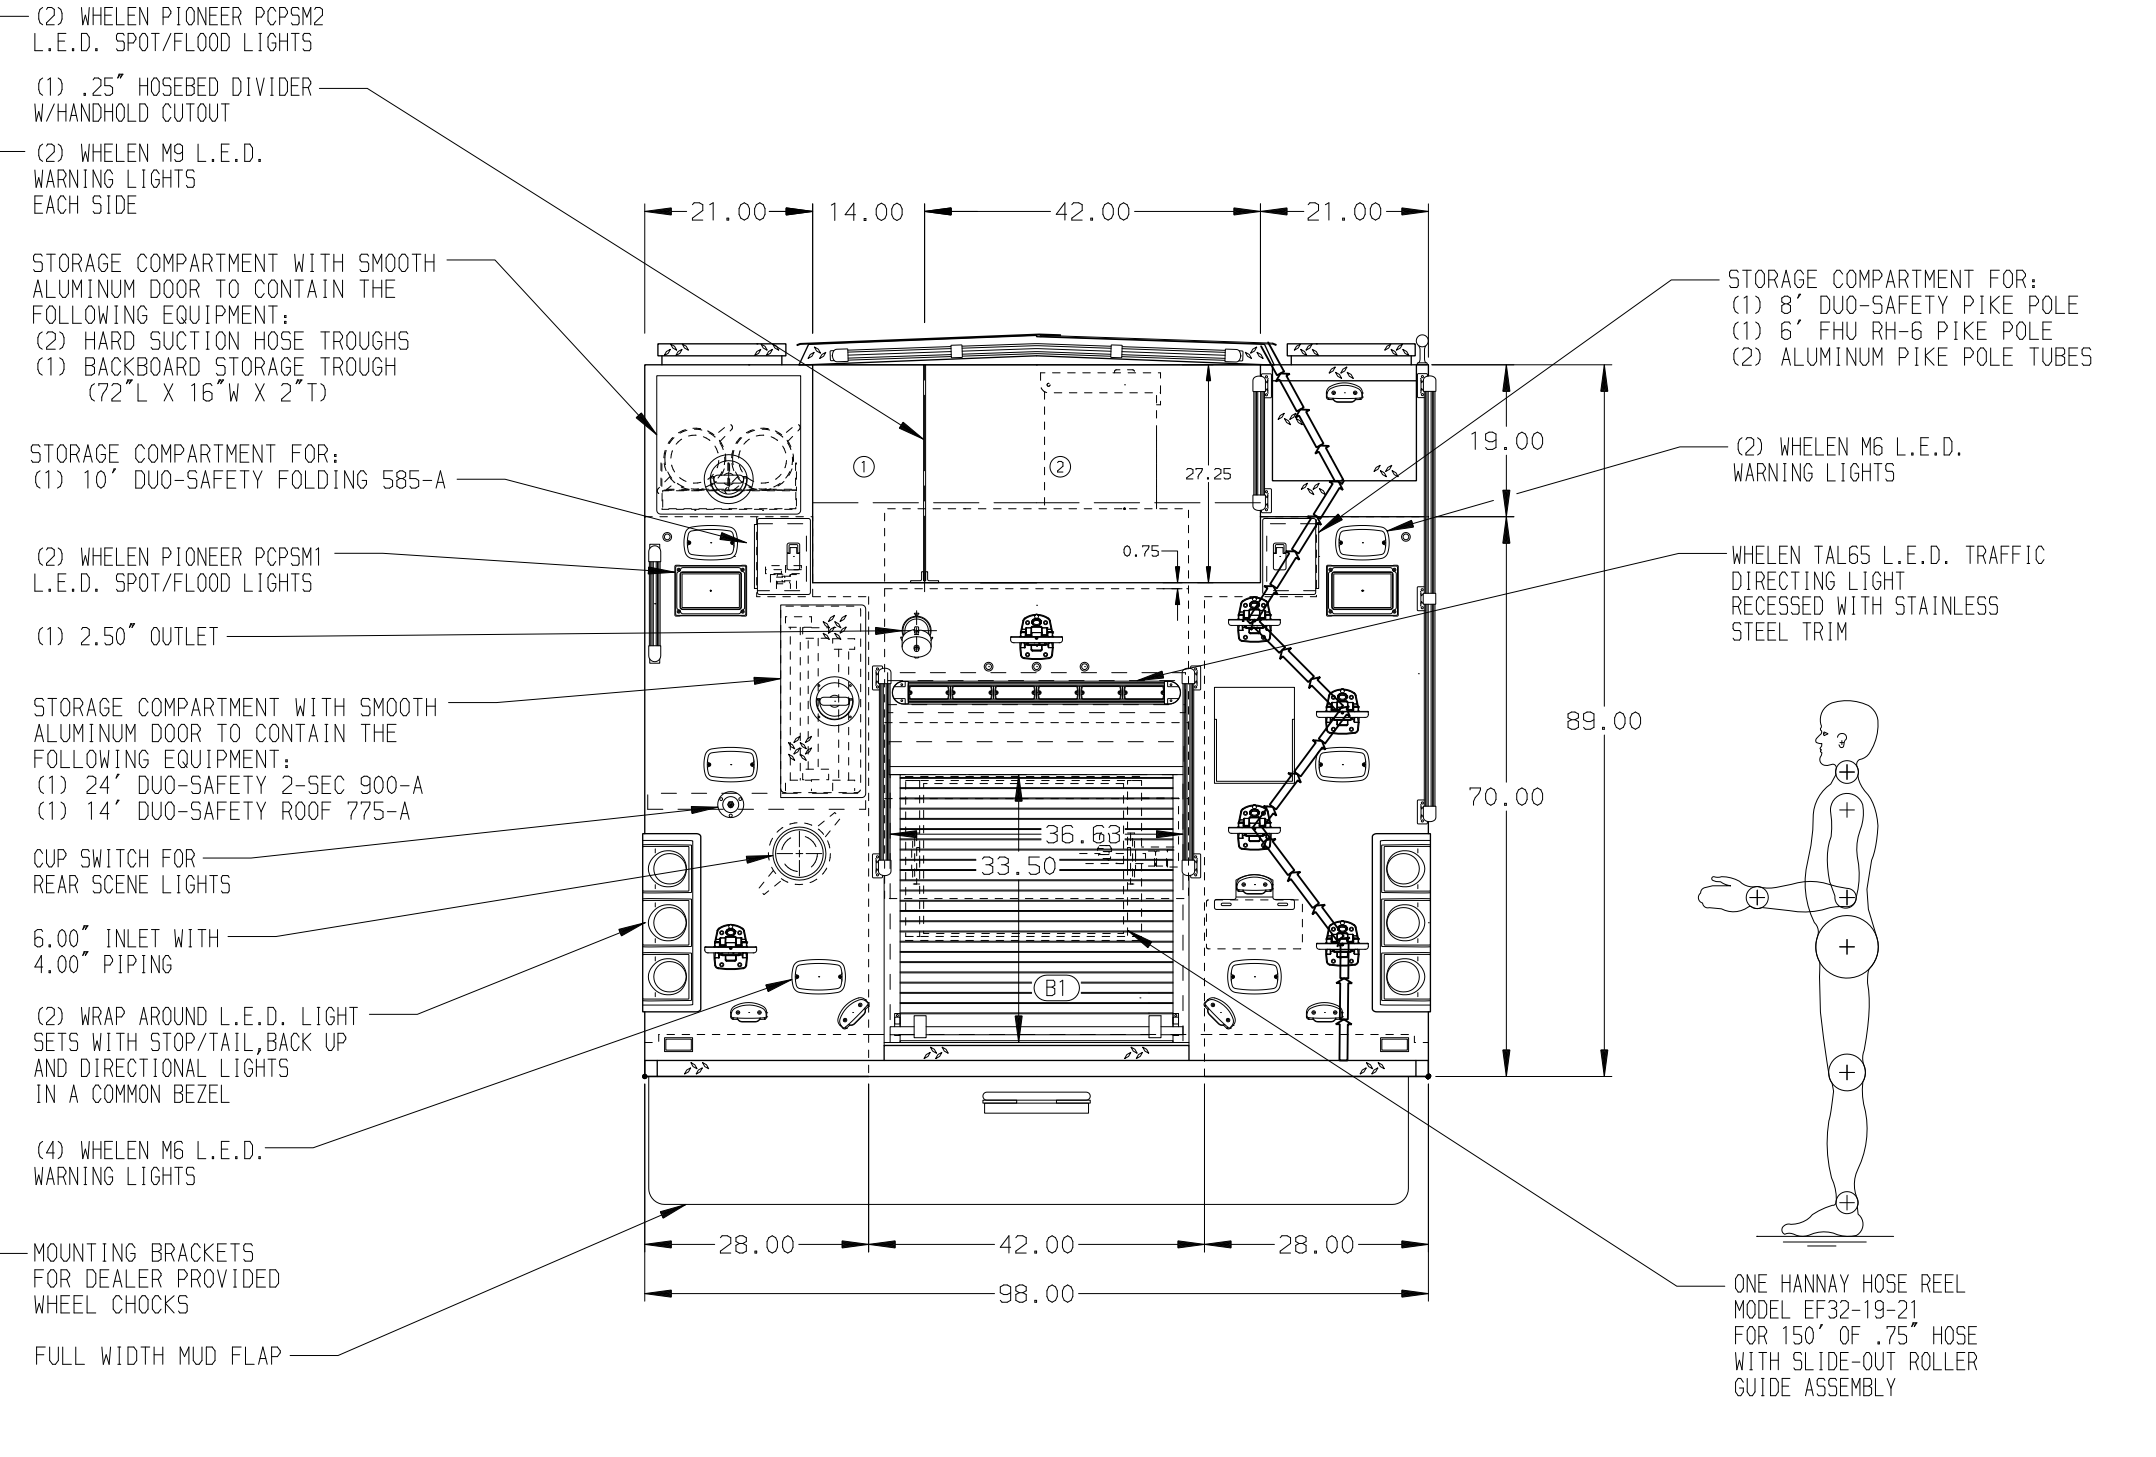 (2) WHELEN PIONEER PCPSM2
L.E.D. SPOT/FLOOD LIGHTS
(1) .25" HOSEBED DIVIDER
W/HANDHOLD CUTOUT
(2) WHELEN M9 L.E.D.
WARNING LIGHTS
EACH SIDE
STORAGE COMPARTMENT WITH SMOOTH
ALUMINUM DOOR TO CONTAIN THE
FOLLOWING EQUIPMENT:
(2) HARD SUCTION HOSE TROUGHS
(1) BACKBOARD STORAGE TROUGH
(72"L X 16"W X 2"T)
STORAGE COMPARTMENT FOR:
(1) 10' DUO-SAFETY FOLDING 585-A
(2) WHELEN PIONEER PCPSM1
L.E.D. SPOT/FLOOD LIGHTS
(1) 2.50" OUTLET
STORAGE COMPARTMENT WITH SMOOTH
ALUMINUM DOOR TO CONTAIN THE
FOLLOWING EQUIPMENT:
(1) 24' DUO-SAFETY 2-SEC 900-A
(1) 14' DUO-SAFETY ROOF 775-A
CUP SWITCH FOR
REAR SCENE LIGHTS
6.00" INLET WITH
4.00" PIPING
(2) WRAP AROUND L.E.D. LIGHT
SETS WITH STOP/TAIL,BACK UP
AND DIRECTIONAL LIGHTS
IN A COMMON BEZEL
(4) WHELEN M6 L.E.D.
WARNING LIGHTS
MOUNTING BRACKETS
FOR DEALER PROVIDED
WHEEL CHOCKS
FULL WIDTH MUD FLAP
21.00 14.00 42.00 21.00
1 2 27.25
0.75
36.63
33.50
B1
28.00 42.00 28.00
98.00
19.00
89.00
70.00
STORAGE COMPARTMENT FOR:
(1) 8' DUO-SAFETY PIKE POLE
(1) 6' FHU RH-6 PIKE POLE
(2) ALUMINUM PIKE POLE TUBES
(2) WHELEN M6 L.E.D.
WARNING LIGHTS
WHELEN TAL65 L.E.D. TRAFFIC
DIRECTING LIGHT
RECESSED WITH STAINLESS
STEEL TRIM
ONE HANNAY HOSE REEL
MODEL EF32-19-21
FOR 150' OF .75" HOSE
WITH SLIDE-OUT ROLLER
GUIDE ASSEMBLY